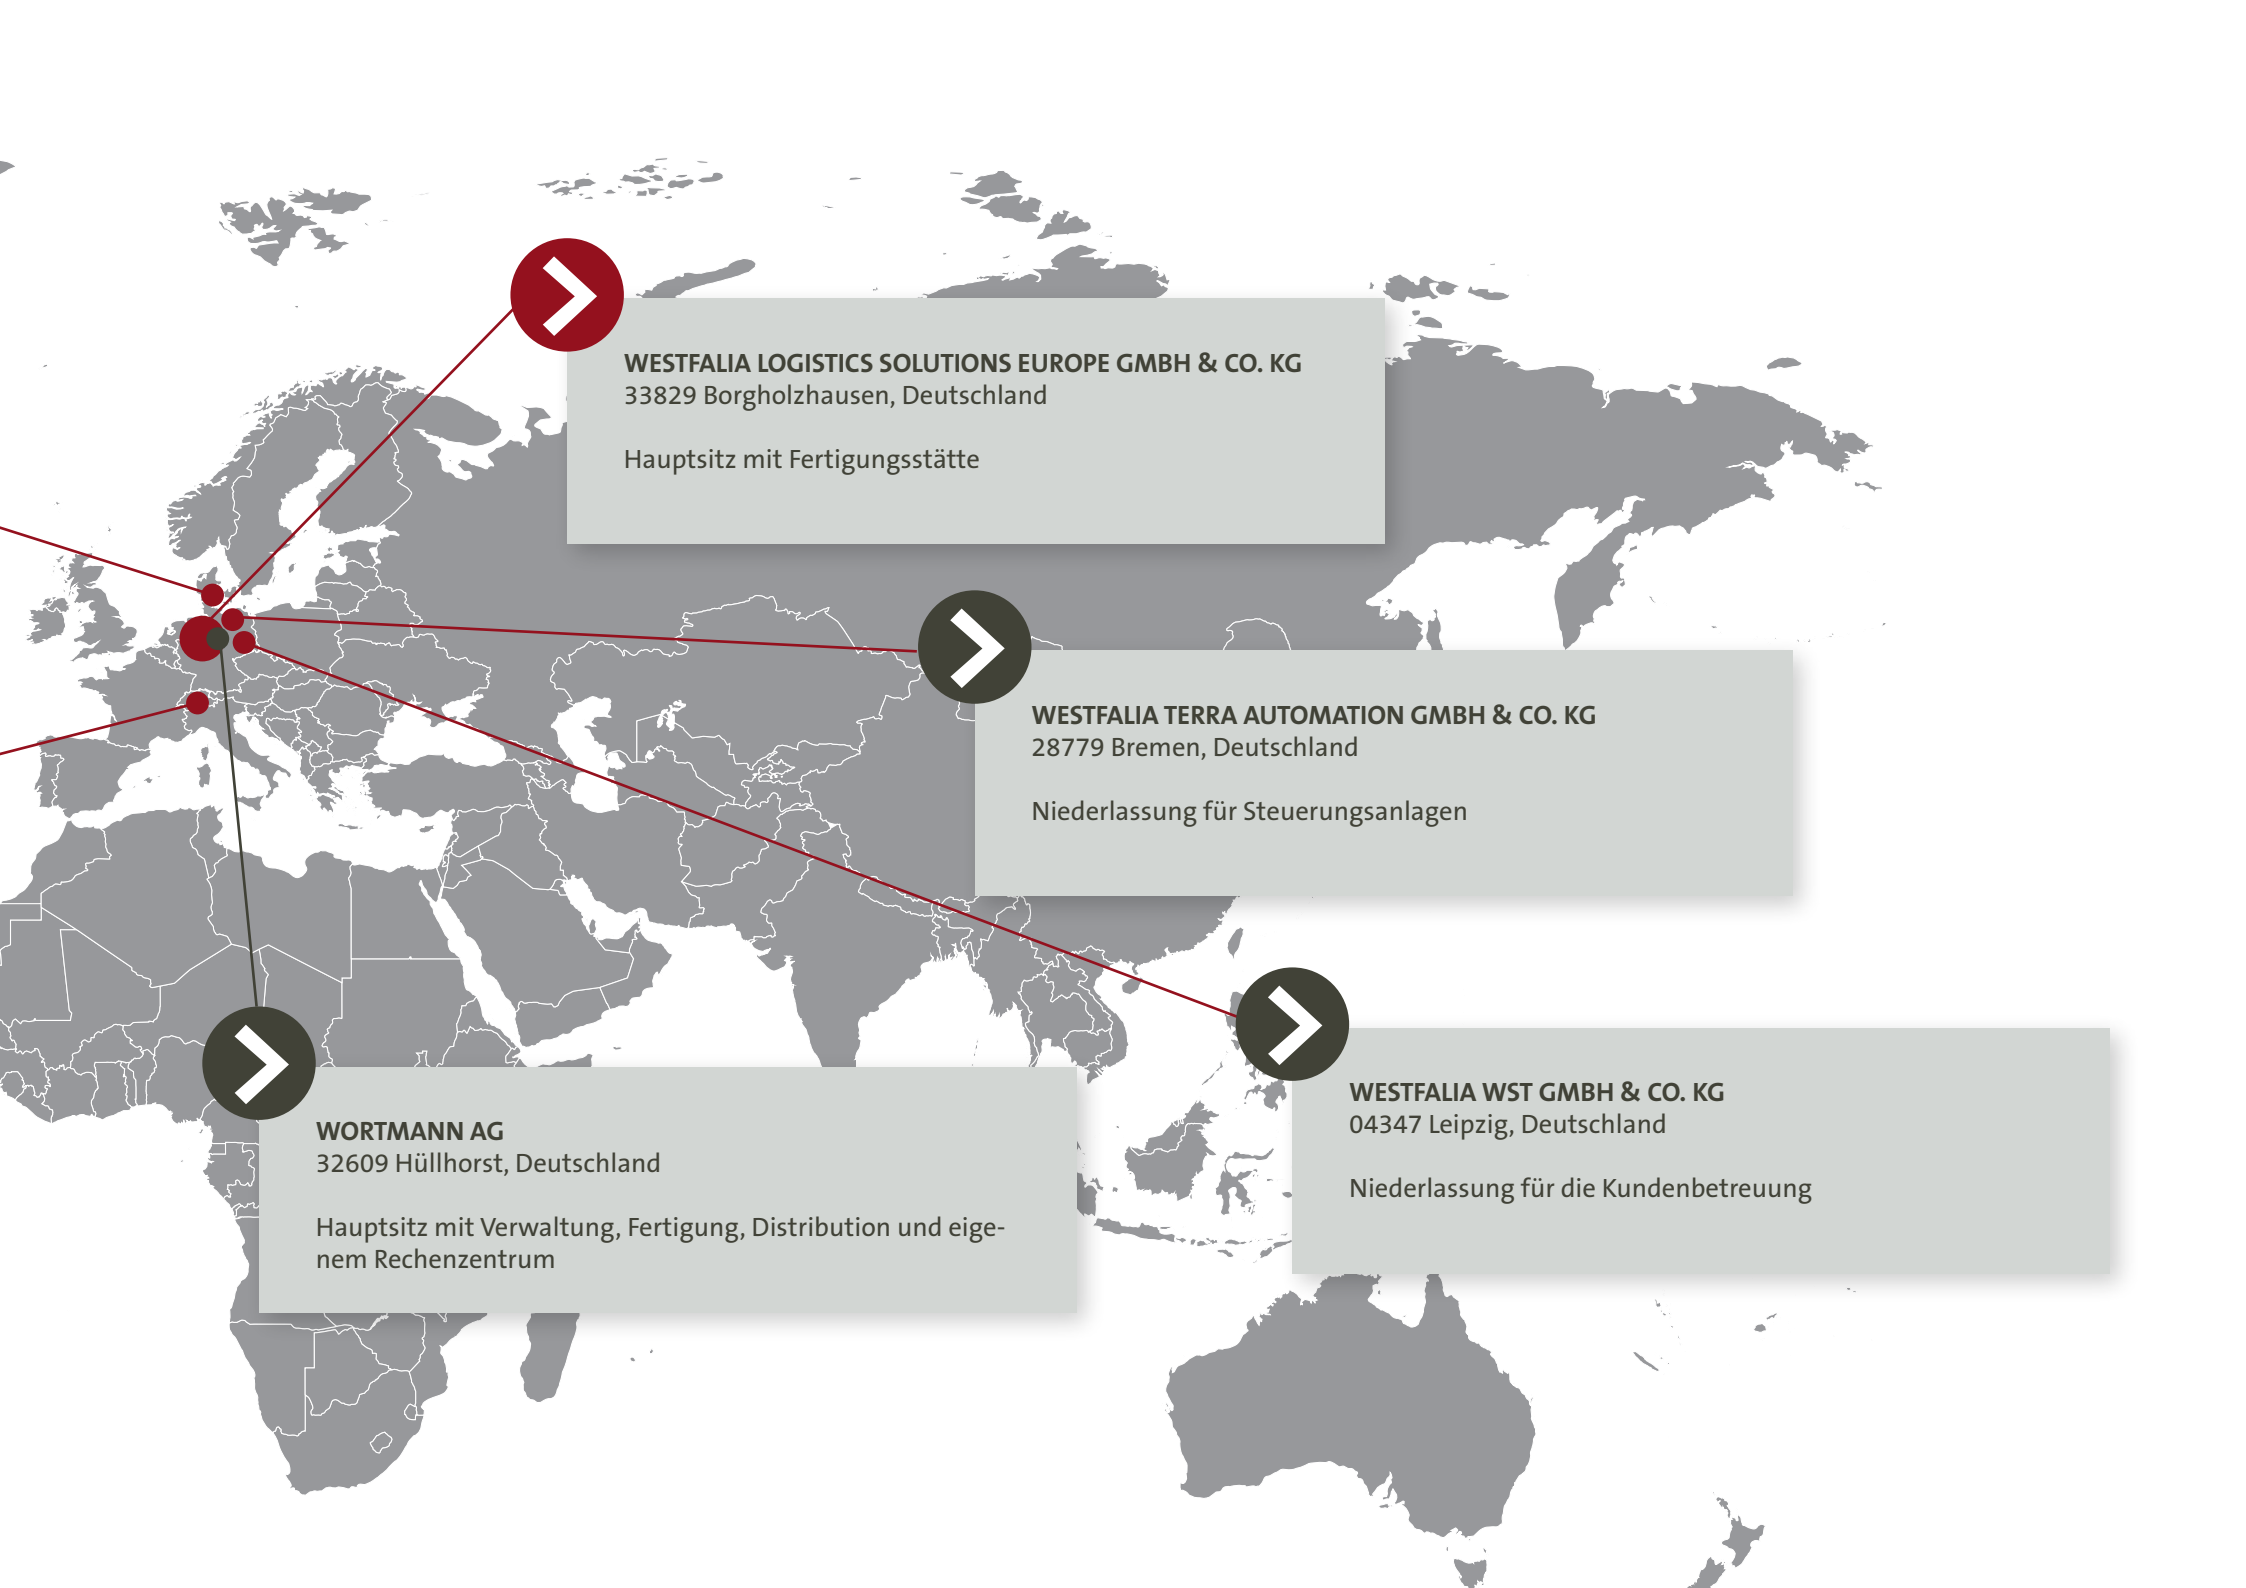 WESTFALIA LOGISTICS SOLUTIONS EUROPE GMBH & CO. KG
33829 Borgholzhausen, Deutschland
Hauptsitz mit Fertigungsstätte
WESTFALIA TERRA AUTOMATION GMBH & CO. KG
28779 Bremen, Deutschland
Niederlassung für Steuerungsanlagen
WESTFALIA WST GMBH & CO. KG
04347 Leipzig, Deutschland
Niederlassung für die Kundenbetreuung
WORTMANN AG
32609 Hüllhorst, Deutschland
Hauptsitz mit Verwaltung, Fertigung, Distribution und eige-
nem Rechenzentrum